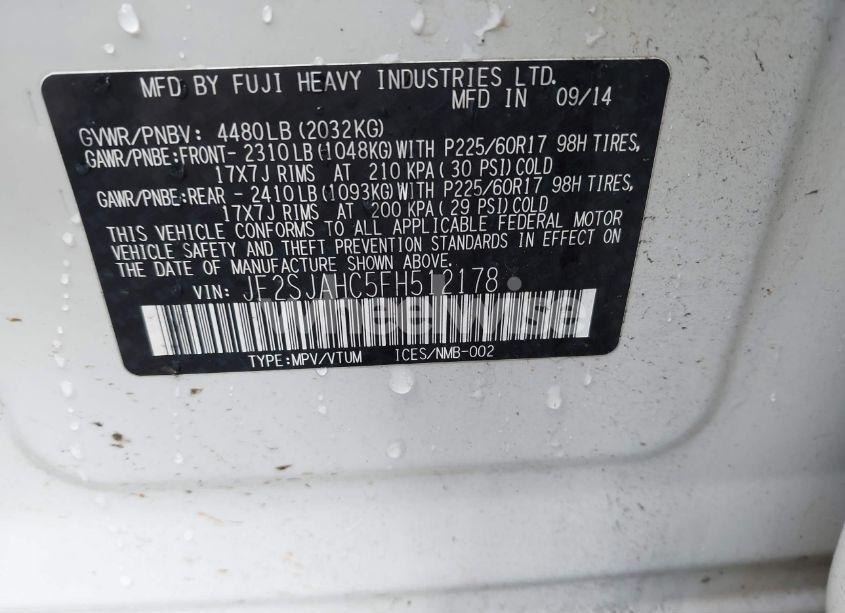 MFD BY FUJI HEAVY INDUSTRIES LTD.
MFD IN 09/14
GVWR/PNBV: 4480LB (2032KG)
GAWR/PNBE:FRONT- 2310LB (1048KG) WITH P225/60R17 98H TIRES,
17X7J RIMS AT 210 KPA ( 30 PSI) COLD
GAWR/PNBE:REAR - 2410LB (1093KG) WITH P225/60R17 98H TIRES,
17X7J RIMS AT 200 KPA (29 PSI) COLD
THIS VEHICLE CONFORMS TO ALL APPLICABLE FEDERAL MOTOR
VEHICLE SAFETY AND THEFT PREVENTION STANDARDS IN EFFECT ON
THE DATE OF MANUFACTURE SHOWN ABOVE.
VIN: JF2SJAHC5FH512178
wheelwise
TYPE:MPV/VTUM ICES/NMB-002